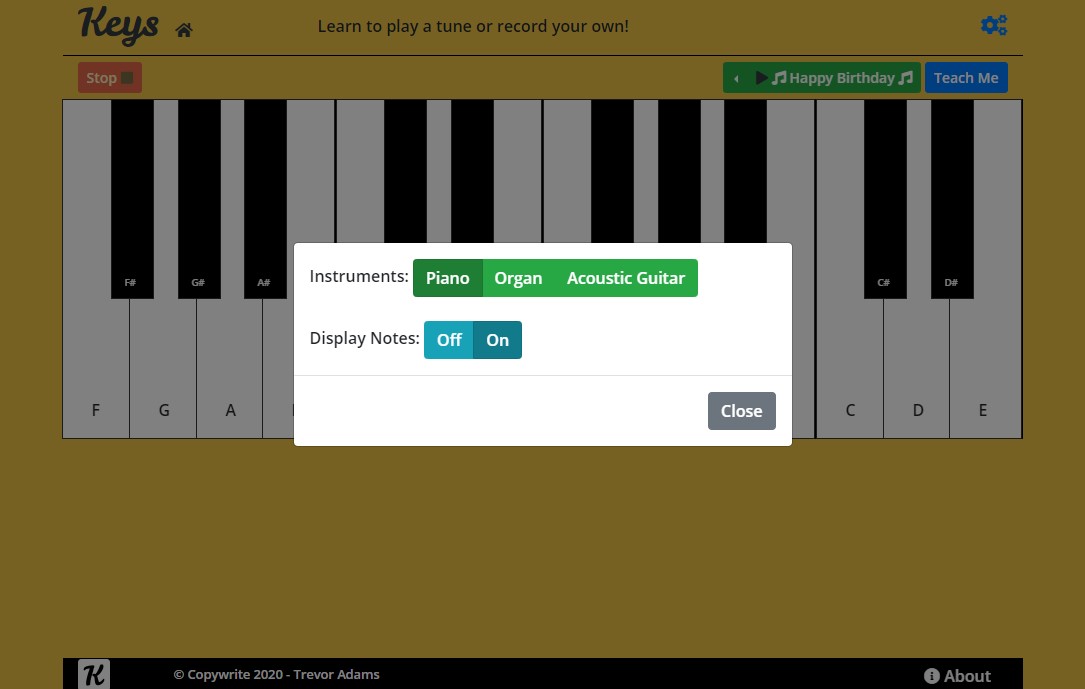 Keys
Learn to play a tune or record your own!
Stop
Happy Birthday
Teach Me
F# G# A# C# D#
Instruments: Piano Organ Acoustic Guitar
Display Notes: Off On
F G A C D E
Close
K
© Copywrite 2020 - Trevor Adams
About